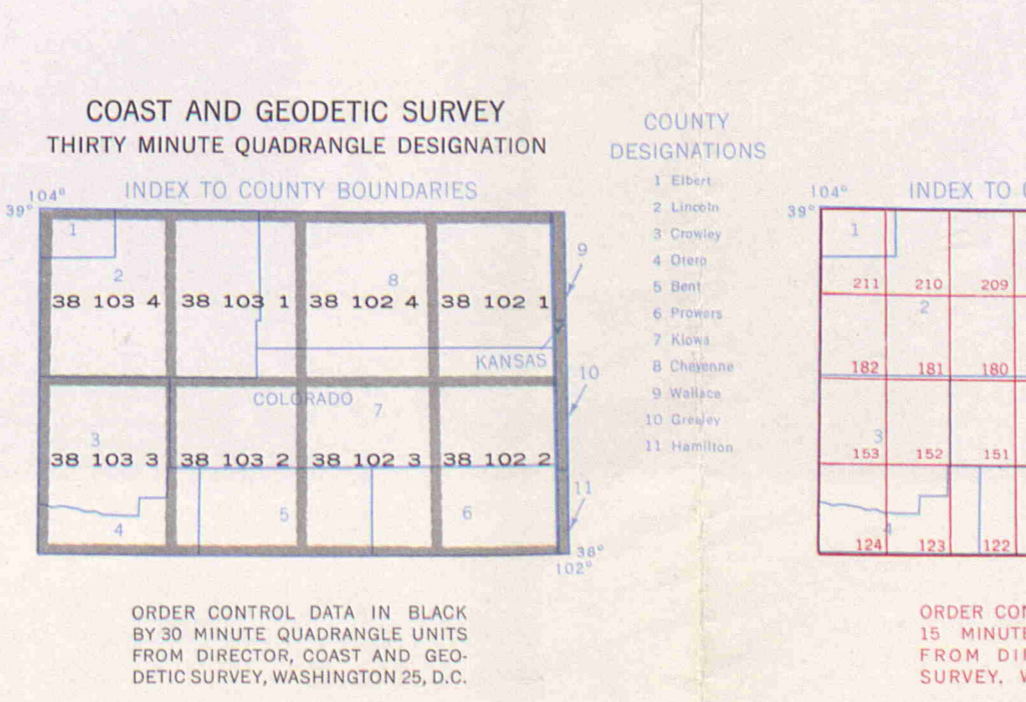 COAST AND GEODETIC SURVEY
THIRTY MINUTE QUADRANGLE DESIGNATION
INDEX TO COUNTY BOUNDARIES
104°
39°
1
2
8
9
38 103 4 38 103 1 38 102 4 38 102 1
KANSAS
10
COLORADO
7
3
38 103 3 38 103 2 38 102 3 38 102 2
11
4
5
6
38°
102°
ORDER CONTROL DATA IN BLACK
BY 30 MINUTE QUADRANGLE UNITS
FROM DIRECTOR, COAST AND GEO-
DETIC SURVEY, WASHINGTON 25, D.C.
COUNTY
DESIGNATIONS
1 Elbert
2 Lincoln
3 Crowley
4 Otero
5 Bent
6 Prowers
7 Kiowa
8 Cheyenne
9 Wallace
10 Greeley
11 Hamilton
104°
INDEX TO
39°
1
211 210 209
2
182 181 180
3
153 152 151
4
124 123 122
ORDER
15 MINUTE
FROM
SURVEY,